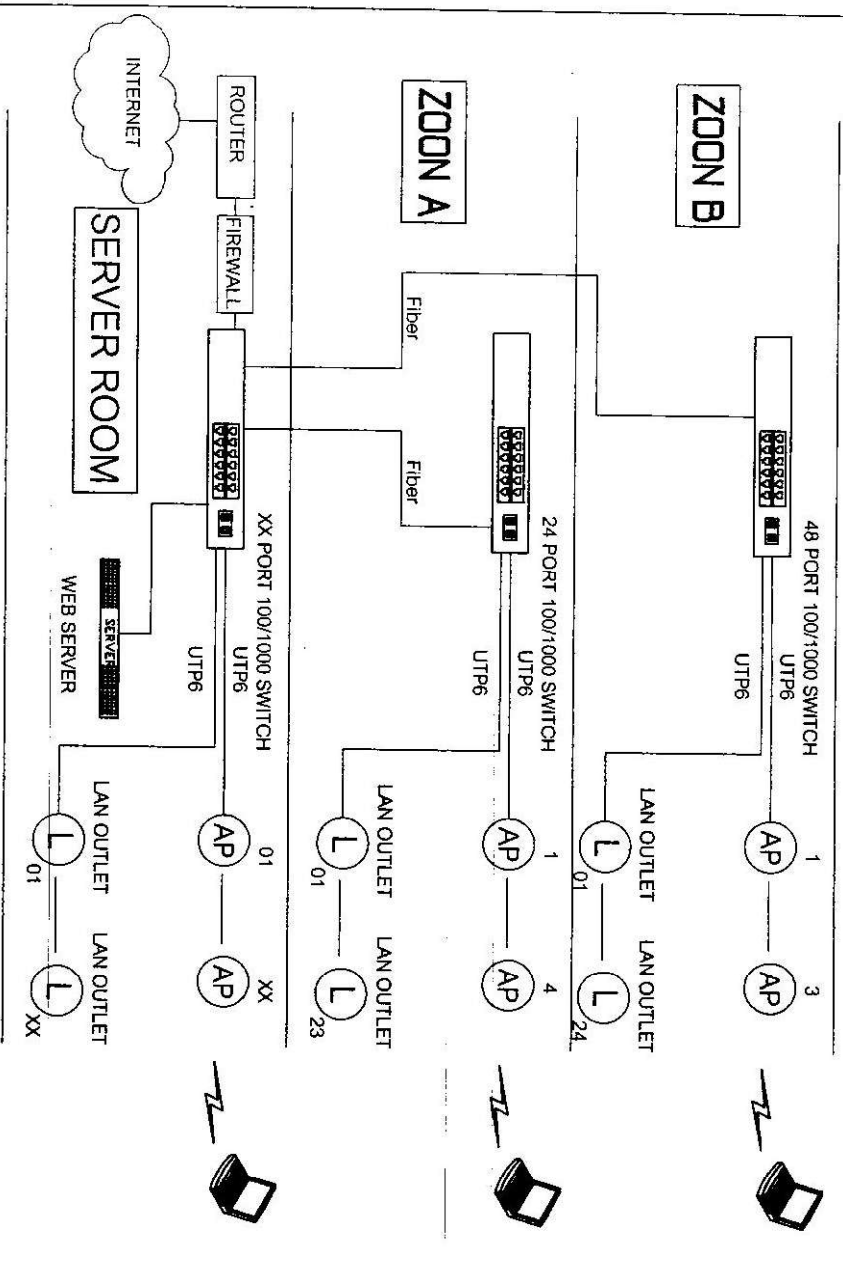 ZOON B
48 PORT 100/1000 SWITCH
UTP6
UTP6
1
3
AP
AP
LAN OUTLET
LAN OUTLET
L
L
01
24
ZOON A
Fiber
Fiber
24 PORT 100/1000 SWITCH
UTP6
UTP6
1
4
AP
AP
LAN OUTLET
LAN OUTLET
L
L
01
23
ROUTER
FIREWALL
INTERNET
SERVER ROOM
XX PORT 100/1000 SWITCH
UTP6
UTP6
SERVER
WEB SERVER
01
XX
AP
AP
LAN OUTLET
LAN OUTLET
L
L
01
XX